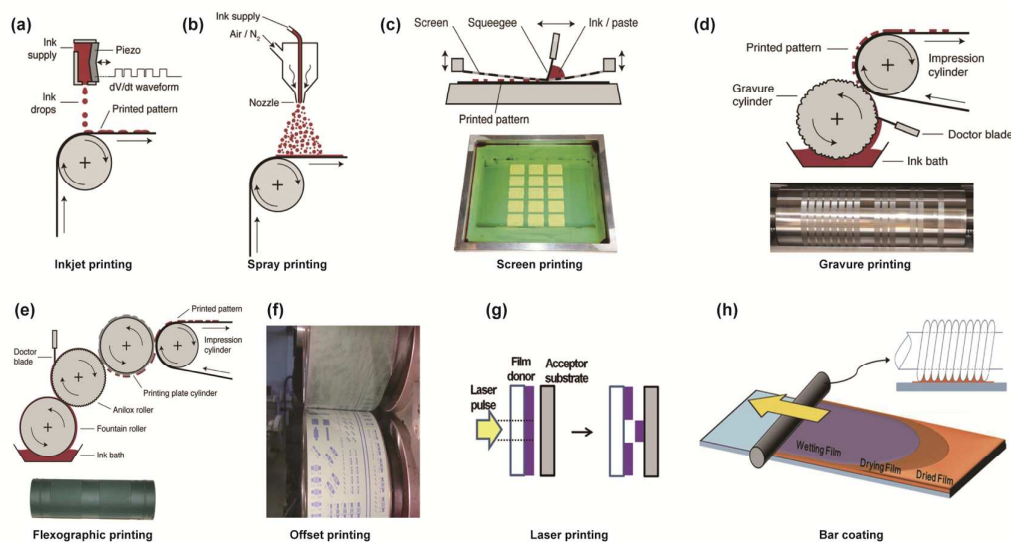 (a)
Ink
supply
Piezo
dV/dt waveform
Ink
drops
Printed pattern
Inkjet printing
(b)
Ink supply
Air / N₂
Nozzle
Spray printing
(c)
Screen
Squeegee
Ink / paste
Printed pattern
Screen printing
(d)
Printed pattern
Impression
cylinder
Gravure
cylinder
Doctor blade
Ink bath
Gravure printing
(e)
Printed pattern
Impression
cylinder
Doctor
blade
Printing plate cylinder
Anilox roller
Fountain roller
Ink bath
Flexographic printing
(f)
Offset printing
(g)
Film
donor
Acceptor
substrate
Laser
pulse
Laser printing
(h)
Wetting Film
Drying Film
Dried Film
Bar coating